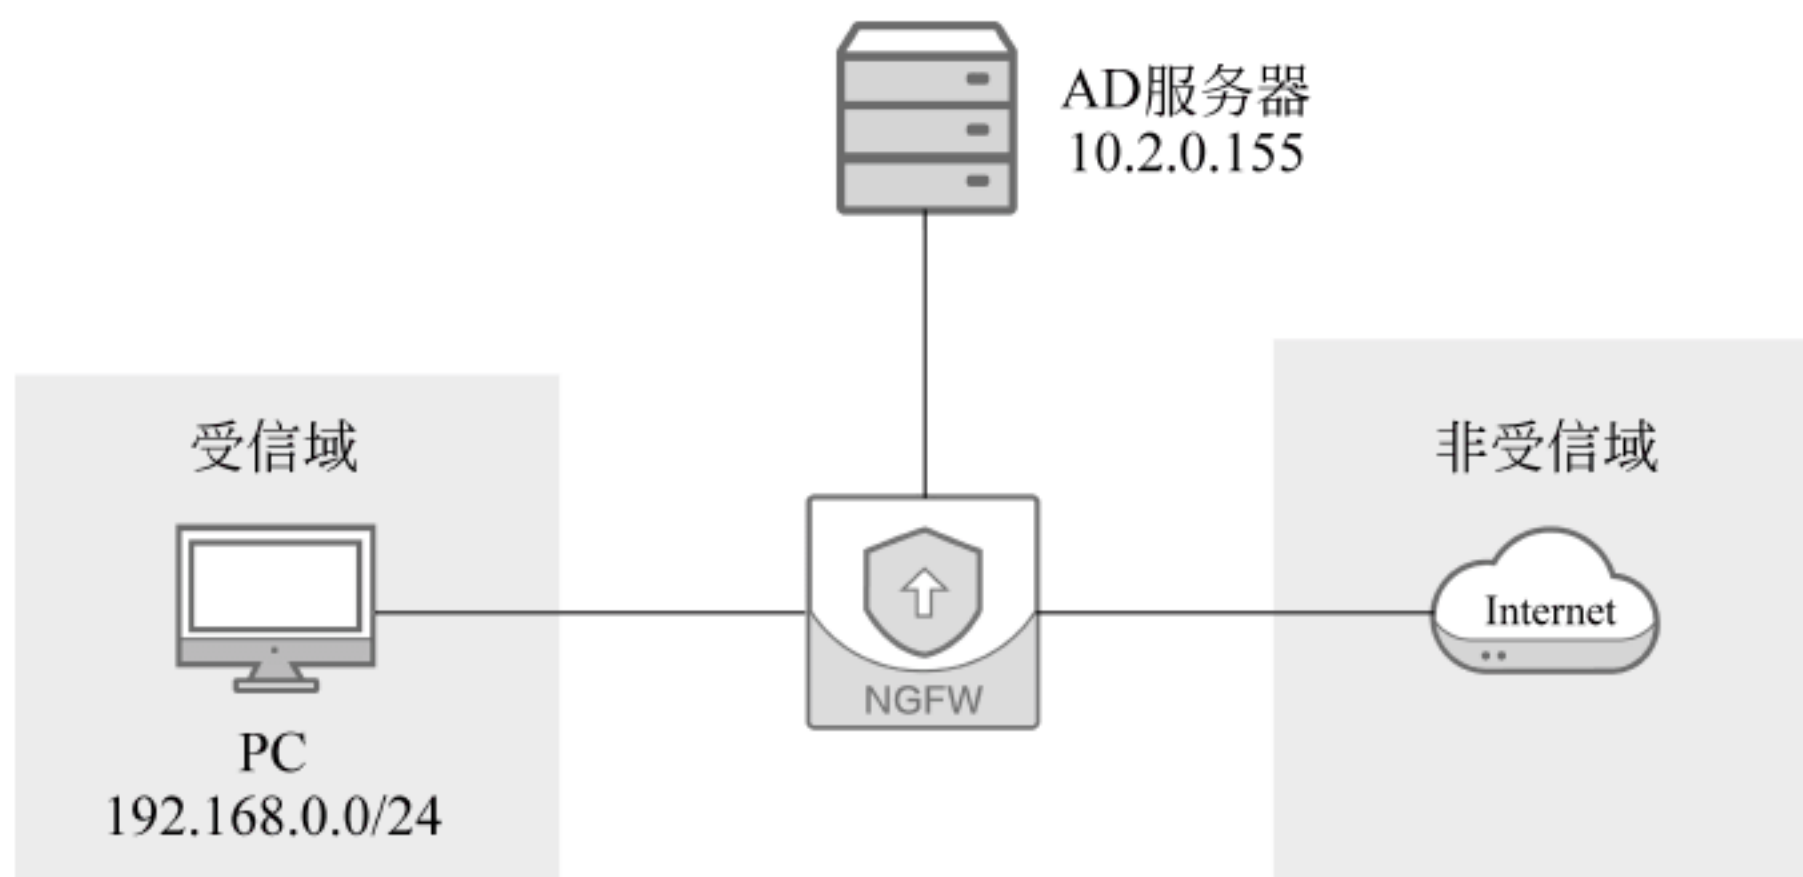 AD服务器
10.2.0.155
受信域
非受信域
Internet
NGFW
PC
192.168.0.0/24